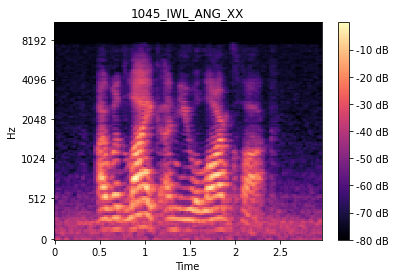 1045_IWL_ANG_XX
8192
4096
2048
1024
512
0
Hz
0
0.5
1
1.5
2
2.5
Time
-10 dB
-20 dB
-30 dB
-40 dB
-50 dB
-60 dB
-70 dB
-80 dB